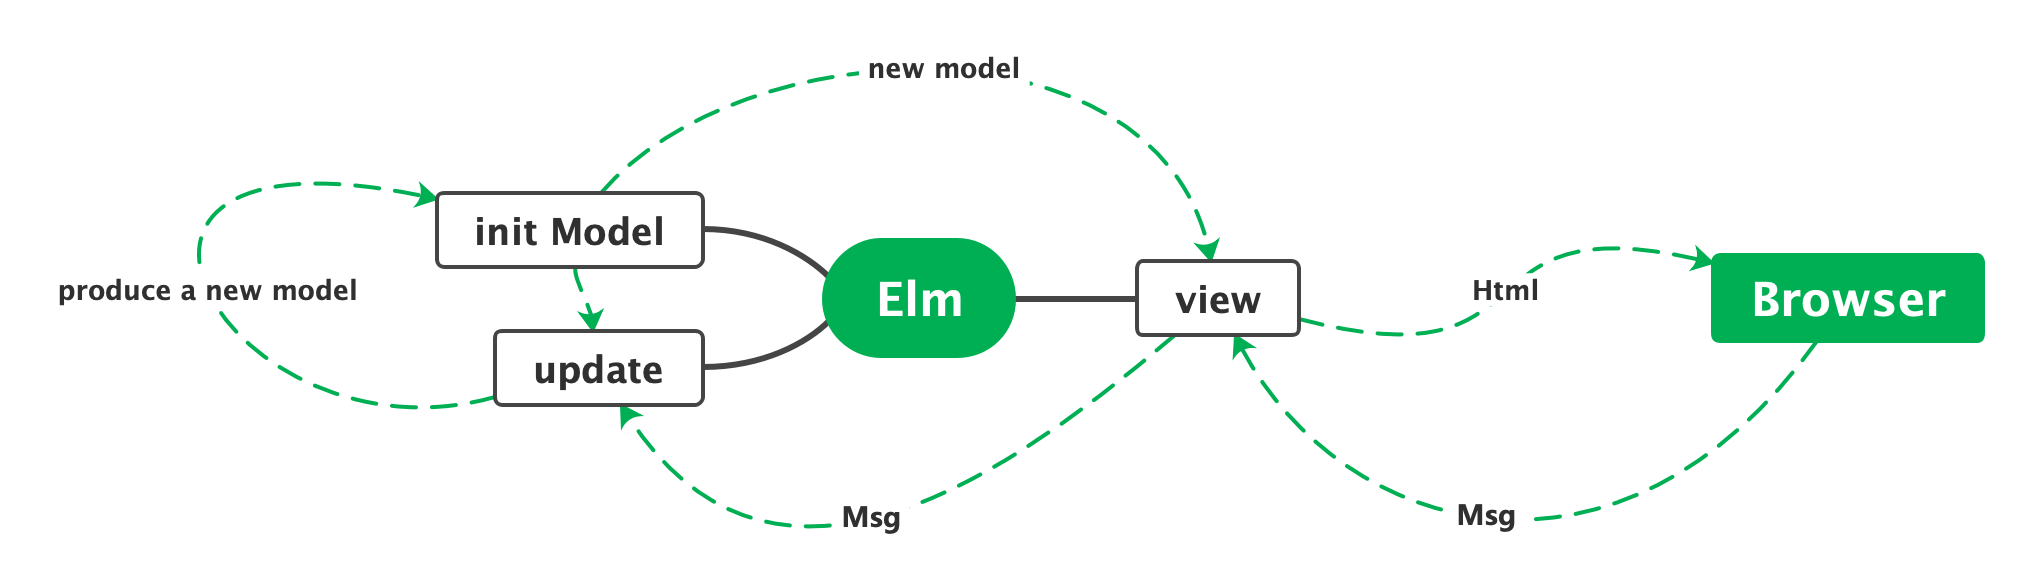 new model
init Model
produce a new model
update
Elm
view
Html
Browser
Msg
Msg